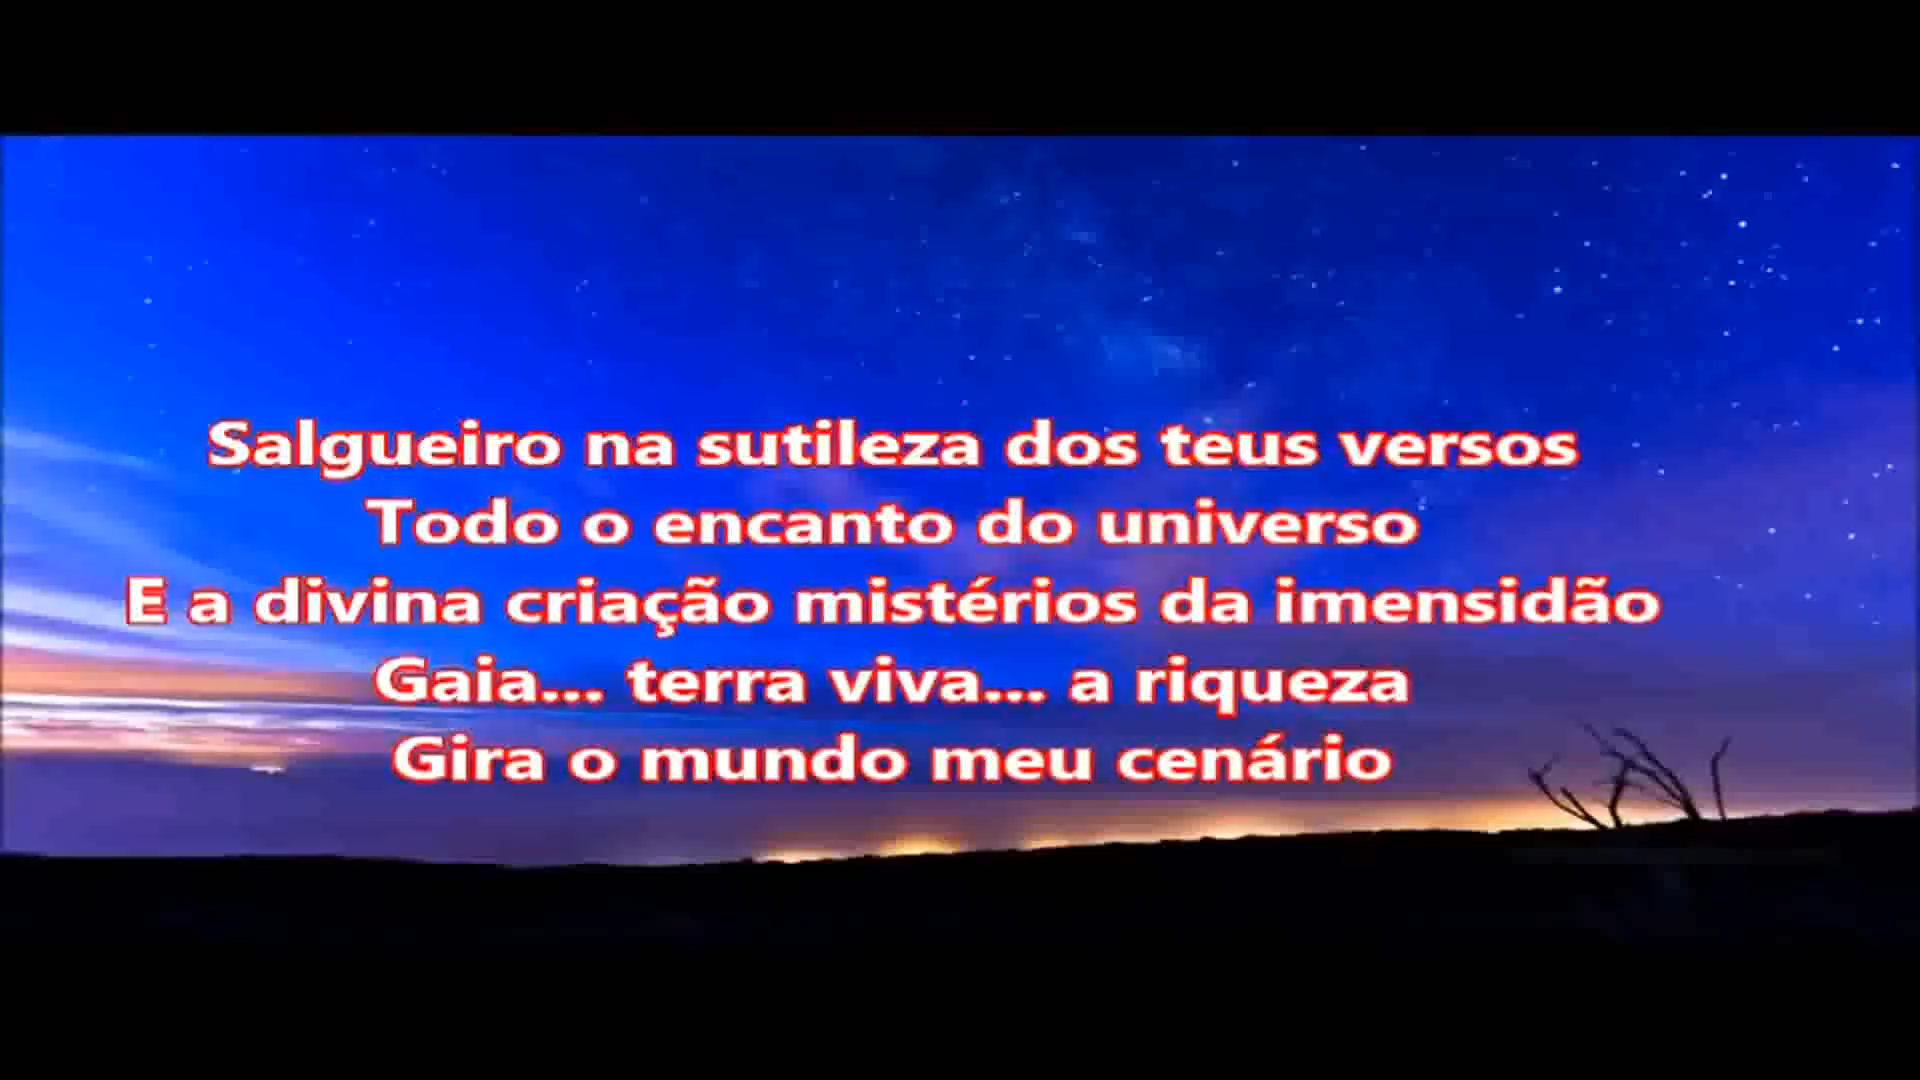 Salgueiro na sutileza dos teus versos
Todo o encanto do universo
E a divina criação mistérios da imensidão
Gaia... terra viva... a riqueza
Gira o mundo meu cenário